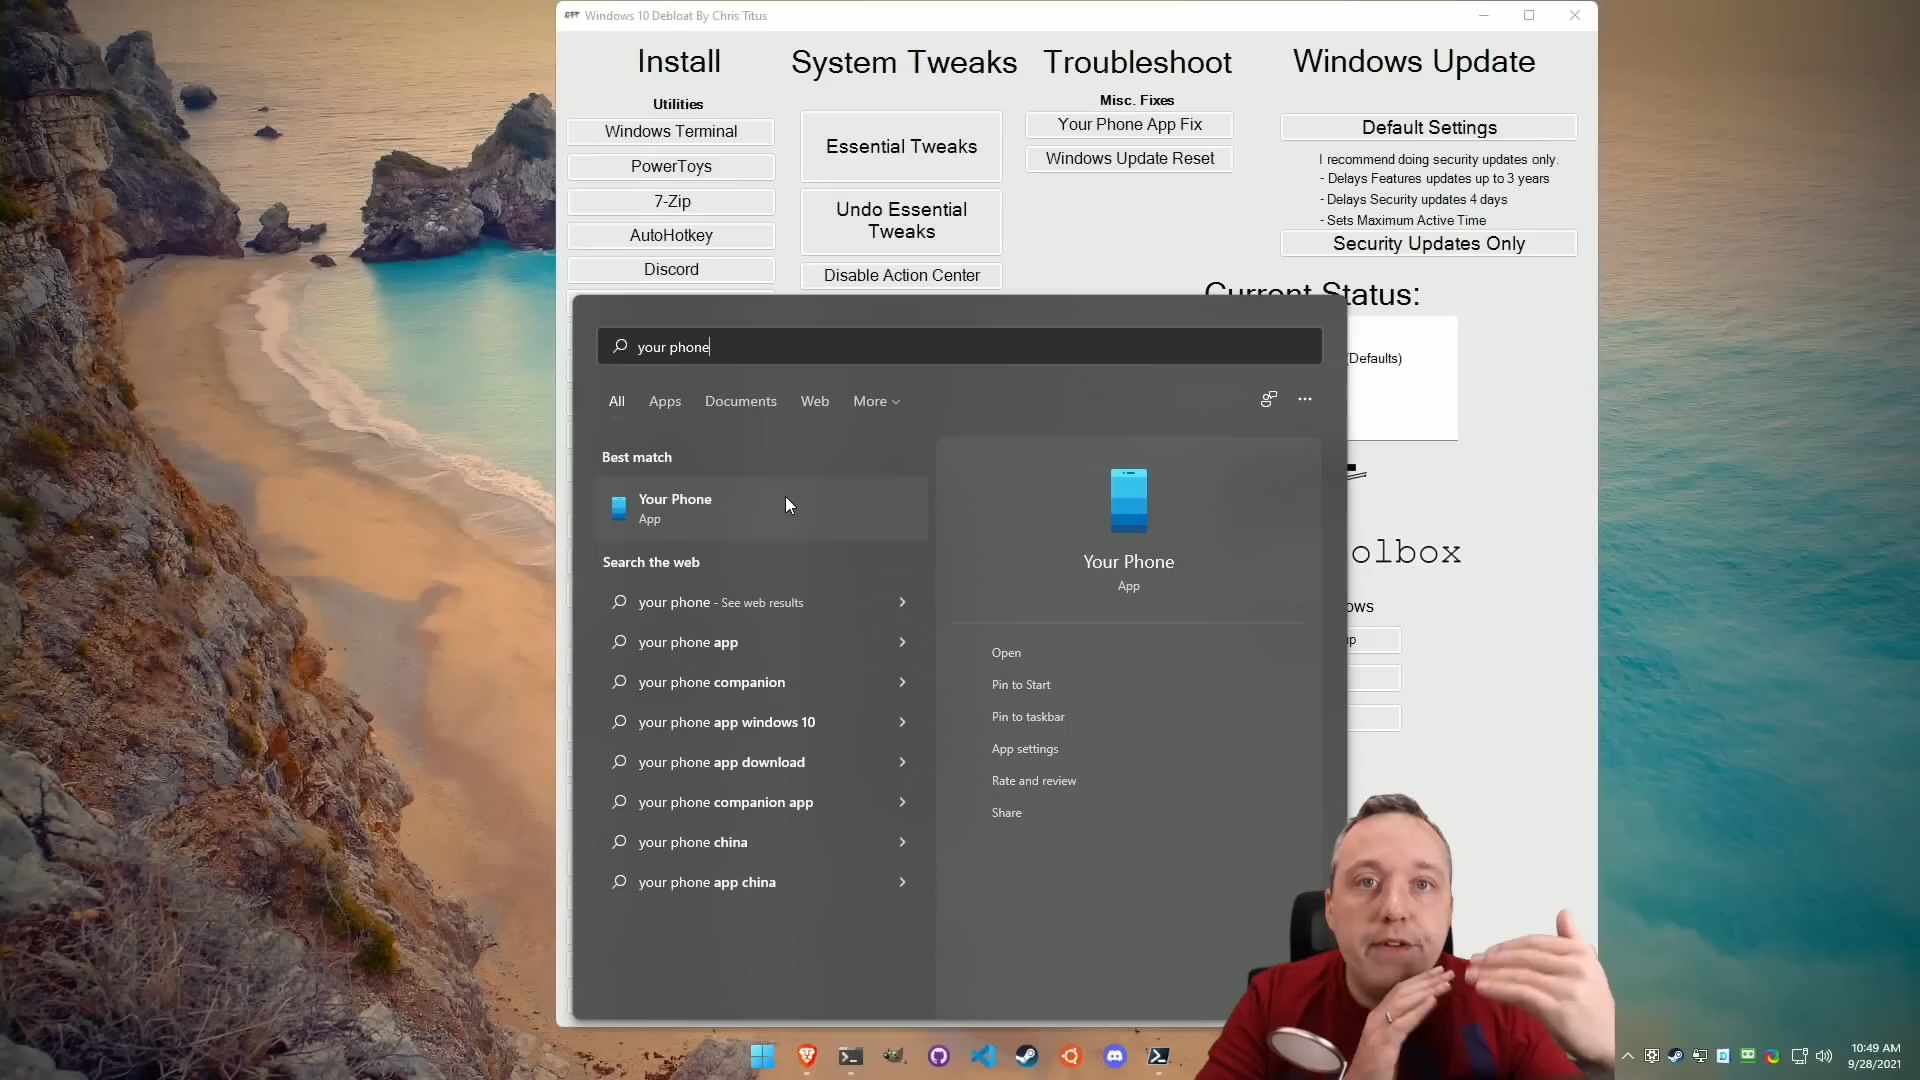 Windows 10 Debloat By Chris Titus
Install
System Tweaks
Troubleshoot
Windows Update
Utilities
Windows Terminal
PowerToys
7-Zip
AutoHotkey
Discord
Essential Tweaks
Undo Essential
Tweaks
Disable Action Center
Misc. Fixes
Your Phone App Fix
Windows Update Reset
Default Settings
I recommend doing security updates only.
- Delays Features updates up to 3 years
- Delays Security updates 4 days
- Sets Maximum Active Time
Security Updates Only
Current Status:
(Defaults)
olbox
ows
up
your phone
All
Apps
Documents
Web
More
Best match
Your Phone
App
Search the web
your phone - See web results
your phone app
your phone companion
your phone app windows 10
your phone app download
your phone companion app
your phone china
your phone app china
Your Phone
App
Open
Pin to Start
Pin to taskbar
App settings
Rate and review
Share
10:49 AM
9/28/2021